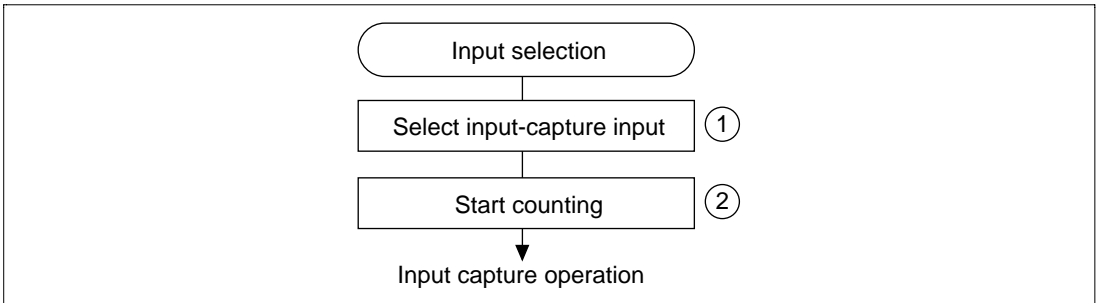 Input selection
Select input-capture input ①
Start counting ②
Input capture operation